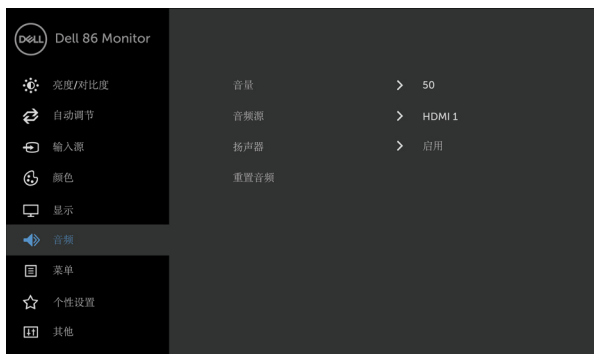 DELL Dell 86 Monitor
亮度/对比度
音量 50
自动调节
音频源 HDMI 1
输入源
扬声器 启用
颜色
重置音频
显示
音频
菜单
个性设置
其他